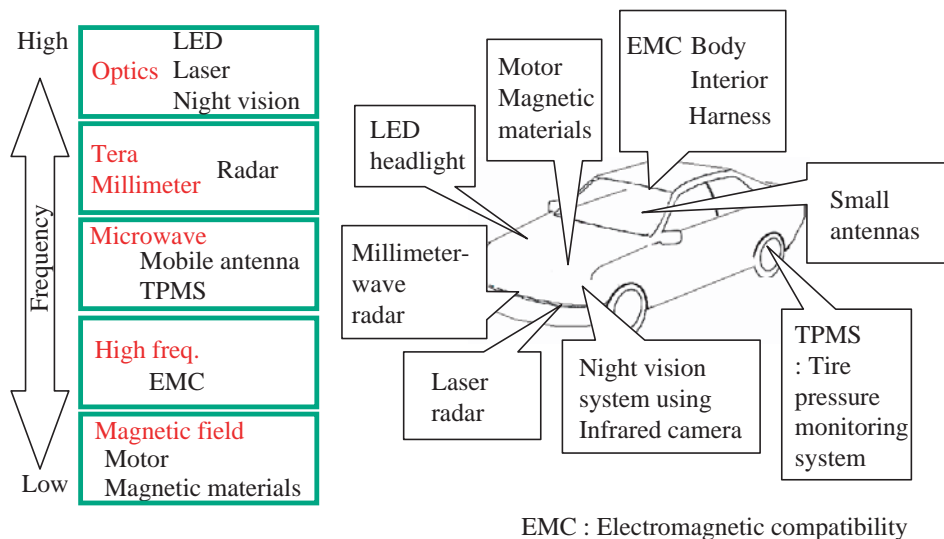 High
Frequency
Low
LED
Optics Laser
Night vision
Tera
Millimeter Radar
Microwave
Mobile antenna
TPMS
High freq.
EMC
Magnetic field
Motor
Magnetic materials
LED
headlight
Motor
Magnetic
materials
EMC Body
Interior
Harness
Small
antennas
Millimeter-
wave
radar
Laser
radar
Night vision
system using
Infrared camera
TPMS
: Tire
pressure
monitoring
system
EMC : Electromagnetic compatibility